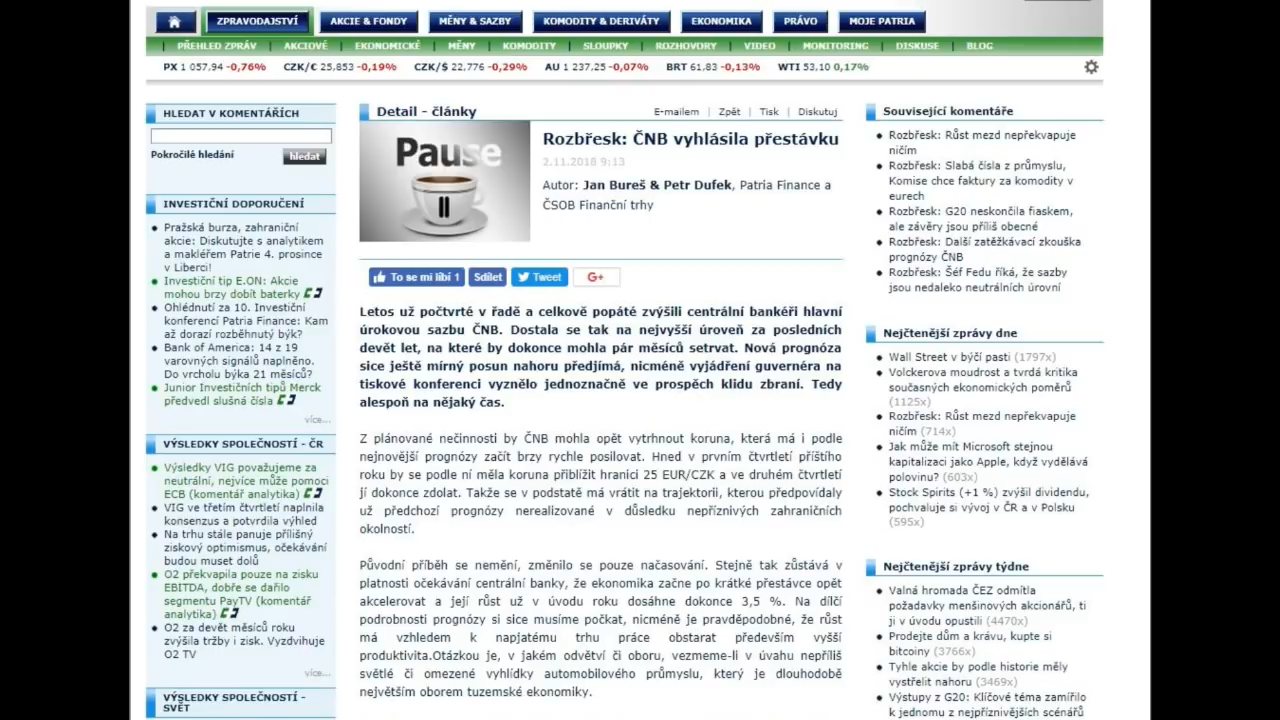 ZPRAVODAJSTVÍ AKCIE & FONDY MĚNY & SAZBY KOMODITY & DERIVÁTY EKONOMIKA PRÁVO MOJE PATRIA
| PŘEHLED ZPRÁV | AKCIOVÉ | EKONOMICKÉ | MĚNY | KOMODITY | SLOUPKY | ROZHOVORY | VIDEO | MONITORING | DISKUSE | BLOG
PX 1 057,94 -0,76% CZK/€ 25,853 -0,19% CZK/$ 22,776 -0,29% AU 1 237,25 -0,07% BRT 61,83 -0,13% WTI 53,10 0,17%
HLEDAT V KOMENTÁŘÍCH
Pokročilé hledání hledat
INVESTIČNÍ DOPORUČENÍ
Pražská burza, zahraniční
akcie: Diskutujte s analytikem
a makléřem Patrie 4. prosince
v Liberci!
Investiční tip E.ON: Akcie
mohou brzy dobít baterky
Ohlédnutí za 10. Investiční
konferencí Patria Finance: Kam
až dorazí rozběhnutý býk?
Bank of America: 14 z 19
varovných signálů naplněno.
Do vrcholu býka 21 měsíců?
Junior Investičních tipů Merck
předvedl slušná čísla
více...
VÝSLEDKY SPOLEČNOSTÍ - ČR
Výsledky VIG považujeme za
neutrální, nejvíce může pomoci
ECB (komentář analytika)
VIG ve třetím čtvrtletí naplnila
konsenzus a potvrdila výhled
Na trhu stále panuje přílišný
ziskový optimismus, očekávání
budou muset dolů
O2 překvapila pouze na zisku
EBITDA, dobře se dařilo
segmentu PayTV (komentář
analytika)
O2 za devět měsíců roku
zvýšila tržby i zisk. Vyzdvihuje
O2 TV
více...
VÝSLEDKY SPOLEČNOSTÍ -
SVĚT
Detail - články E-mailem | Zpět | Tisk | Diskutuj
Pause
Rozbřesk: ČNB vyhlásila přestávku
2.11.2018 9:13
Autor: Jan Bureš & Petr Dufek, Patria Finance a
ČSOB Finanční trhy
To se mi líbí 1 Sdílet Tweet G+
Letos už počtvrté v řadě a celkově popáté zvýšili centrální bankéři hlavní
úrokovou sazbu ČNB. Dostala se tak na nejvyšší úroveň za posledních
devět let, na které by dokonce mohla pár měsíců setrvat. Nová prognóza
sice ještě mírný posun nahoru předjímá, nicméně vyjádření guvernéra na
tiskové konferenci vyznělo jednoznačně ve prospěch klidu zbraní. Tedy
alespoň na nějaký čas.
Z plánované nečinnosti by ČNB mohla opět vytrhnout koruna, která má i podle
nejnovější prognózy začít brzy rychle posilovat. Hned v prvním čtvrtletí příštího
roku by se podle ní měla koruna přiblížit hranici 25 EUR/CZK a ve druhém čtvrtletí
jí dokonce zdolat. Takže se v podstatě má vrátit na trajektorii, kterou předpovídaly
už předchozí prognózy nerealizované v důsledku nepříznivých zahraničních
okolností.
Původní příběh se nemění, změnilo se pouze načasování. Stejně tak zůstává v
platnosti očekávání centrální banky, že ekonomika začne po krátké přestávce opět
akcelerovat a její růst už v úvodu roku dosáhne dokonce 3,5 %. Na dílčí
podrobnosti prognózy si sice musíme počkat, nicméně je pravděpodobné, že růst
má vzhledem k napjatému trhu práce obstarat především vyšší
produktivita.Otázkou je, v jakém odvětví či oboru, vezmeme-li v úvahu nepříliš
světlé či omezené vyhlídky automobilového průmyslu, který je dlouhodobě
největším oborem tuzemské ekonomiky.
Související komentáře
Rozbřesk: Růst mezd nepřekvapuje
ničím
Rozbřesk: Slabá čísla z průmyslu,
Komise chce faktury za komodity v
eurech
Rozbřesk: G20 neskončila fiaskem,
ale závěry jsou příliš obecné
Rozbřesk: Další zatěžkávací zkouška
prognózy ČNB
Rozbřesk: Šéf Fedu říká, že sazby
jsou nedaleko neutrálních úrovní
Nejčtenější zprávy dne
Wall Street v býčí pasti (1797x)
Volckerova moudrost a tvrdá kritika
současných ekonomických poměrů
(1125x)
Rozbřesk: Růst mezd nepřekvapuje
ničím (714x)
Jak může mít Microsoft stejnou
kapitalizaci jako Apple, když vydělává
polovinu? (603x)
Stock Spirits (+1 %) zvýšil dividendu,
pochvaluje si vývoj v ČR a v Polsku
(595x)
Nejčtenější zprávy týdne
Valná hromada ČEZ odmítla
požadavky menšinových akcionářů, ti
ji v úvodu opustili (4470x)
Prodejte dům a krávu, kupte si
bitcoiny (3766x)
Tyhle akcie by podle historie měly
vystřelit nahoru (3469x)
Výstupy z G20: Klíčové téma zamířilo
k jednomu z nejpříznivějších scénářů